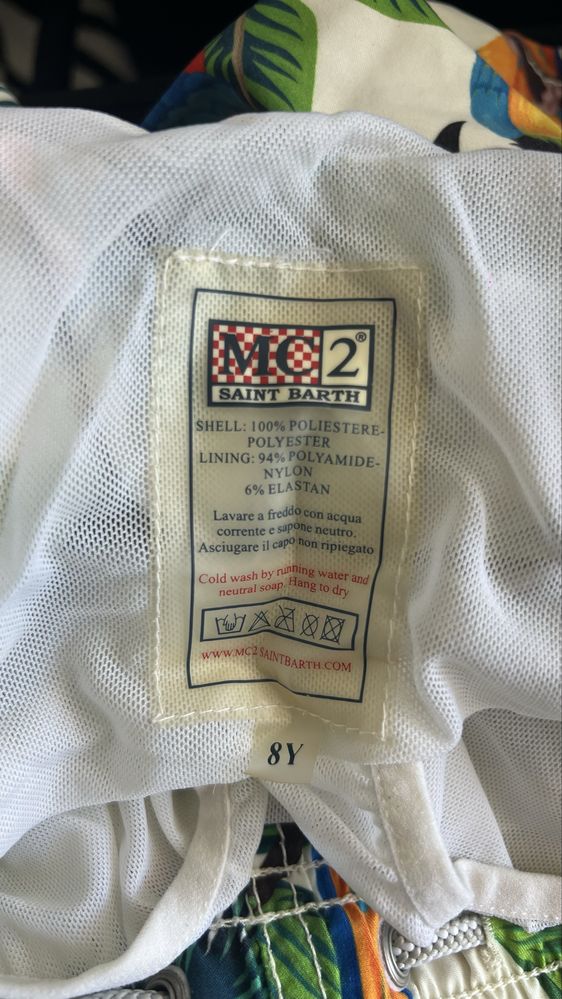 MC2®
SAINT BARTH
SHELL: 100% POLIESTERE-
POLYESTER
LINING: 94% POLYAMIDE-
NYLON
6% ELASTAN
Lavare a freddo con acqua
corrente e sapone neutro.
Asciugare il capo non ripiegato
Cold wash by running water and
neutral soap. Hang to dry
WWW.MC2SAINTBARTH.COM
8Y